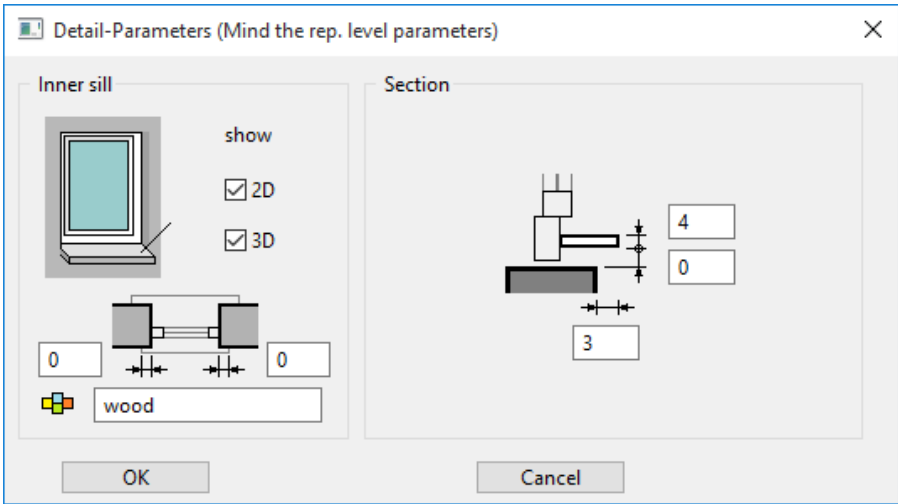 Detail-Parameters (Mind the rep. level parameters)
Inner sill
show
2D
3D
0
0
wood
Section
4
0
3
OK
Cancel